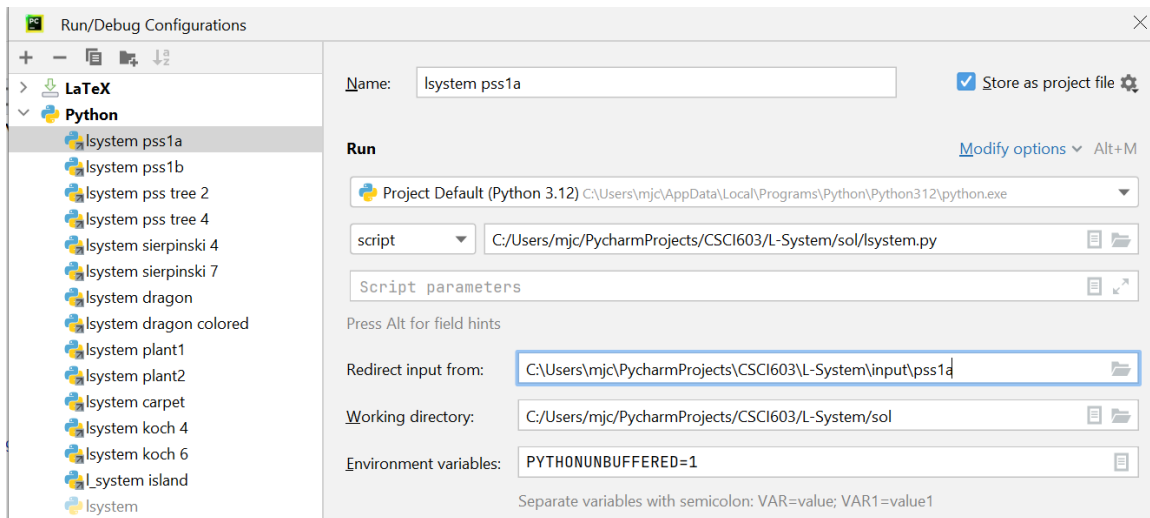 PC Run/Debug Configurations
LaTeX
Python
lsystem pss1a
lsystem pss1b
lsystem pss tree 2
lsystem pss tree 4
lsystem sierpinski 4
lsystem sierpinski 7
lsystem dragon
lsystem dragon colored
lsystem plant1
lsystem plant2
lsystem carpet
lsystem koch 4
lsystem koch 6
l_system island
lsystem
Name: lsystem pss1a Store as project file
Run Modify options Alt+M
Project Default (Python 3.12) C:\Users\mjc\AppData\Local\Programs\Python\Python312\python.exe
script C:/Users/mjc/PycharmProjects/CSCI603/L-System/sol/lsystem.py
Script parameters
Press Alt for field hints
Redirect input from: C:\Users\mjc\PycharmProjects\CSCI603\L-System\input\pss1a
Working directory: C:/Users/mjc/PycharmProjects/CSCI603/L-System/sol
Environment variables: PYTHONUNBUFFERED=1
Separate variables with semicolon: VAR=value; VAR1=value1